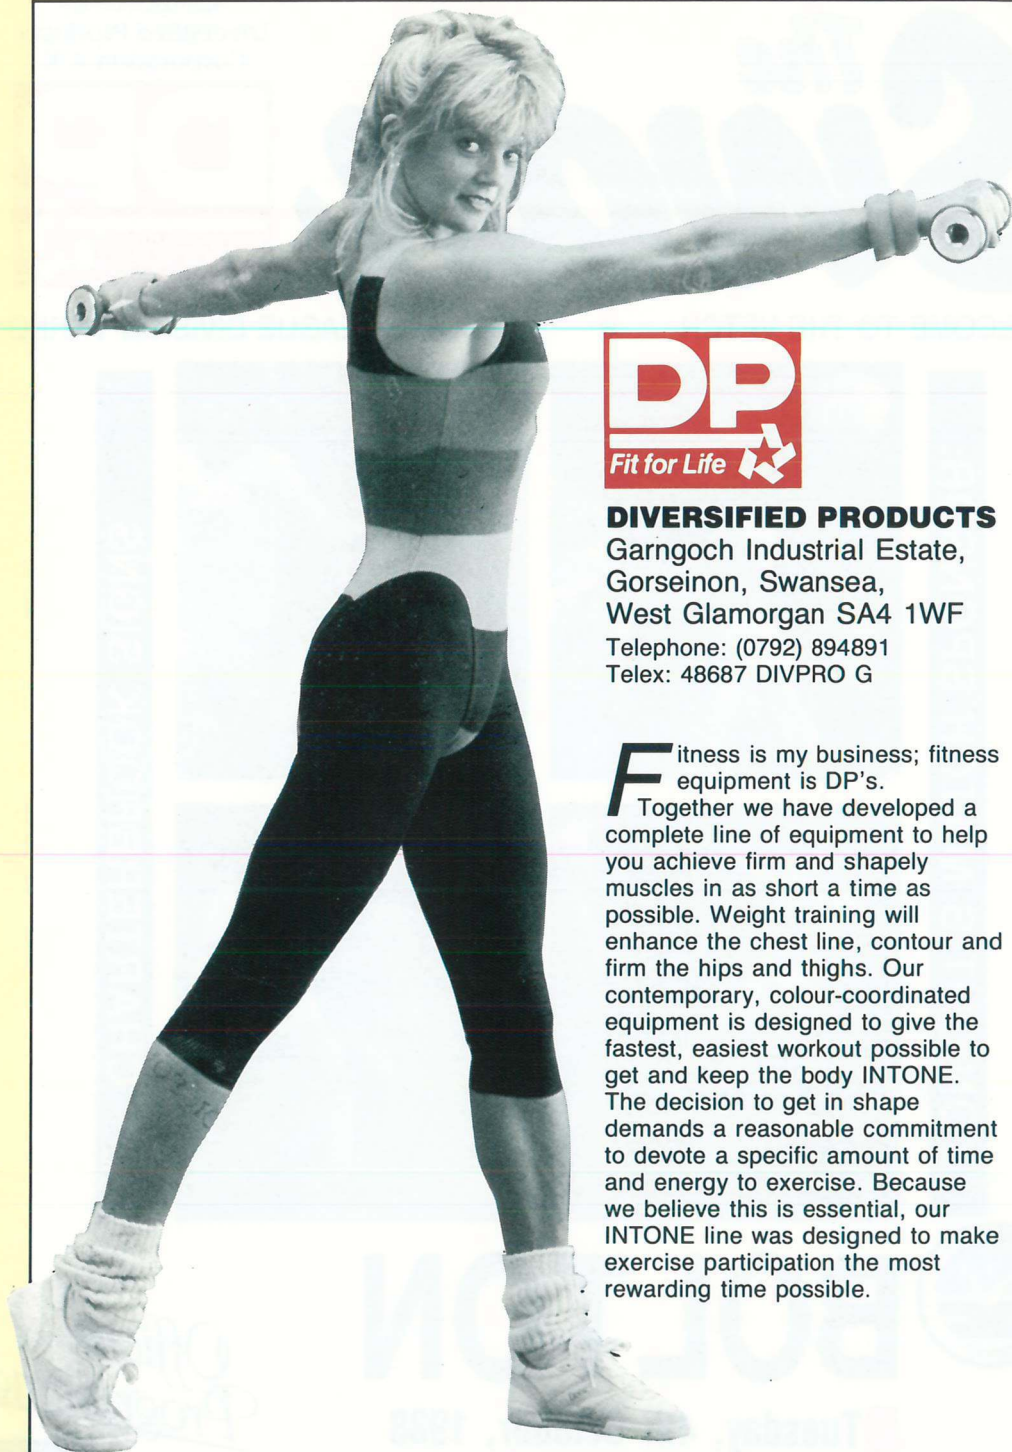 DP
Fit for Life
DIVERSIFIED PRODUCTS
Garngoch Industrial Estate,
Gorseinon, Swansea,
West Glamorgan SA4 1WF
Telephone: (0792) 894891
Telex: 48687 DIVPRO G
Fitness is my business; fitness
equipment is DP's.
Together we have developed a
complete line of equipment to help
you achieve firm and shapely
muscles in as short a time as
possible. Weight training will
enhance the chest line, contour and
firm the hips and thighs. Our
contemporary, colour-coordinated
equipment is designed to give the
fastest, easiest workout possible to
get and keep the body INTONE.
The decision to get in shape
demands a reasonable commitment
to devote a specific amount of time
and energy to exercise. Because
we believe this is essential, our
INTONE line was designed to make
exercise participation the most
rewarding time possible.
Tuesday, 4th October, 1988